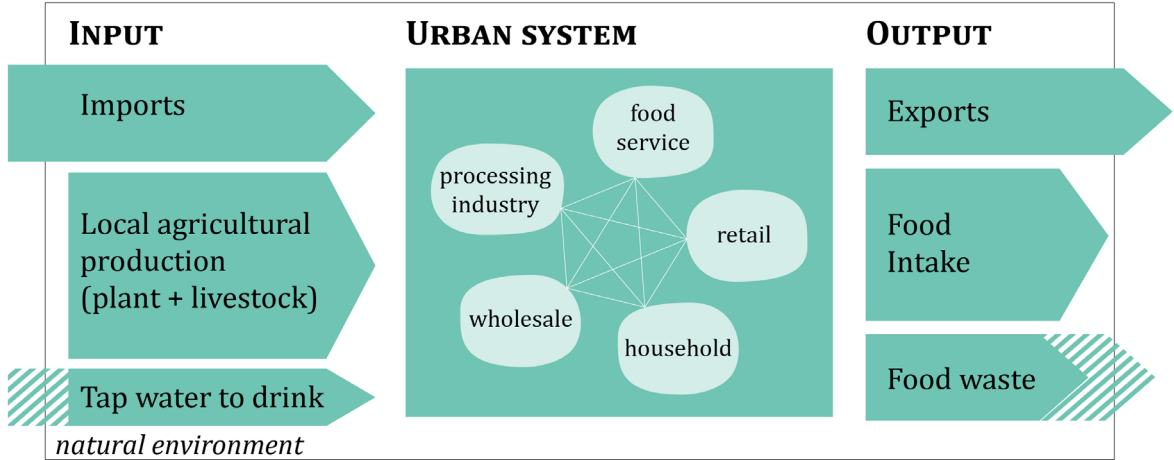 INPUT
Imports
Local agricultural
production
(plant + livestock)
Tap water to drink
natural environment
URBAN SYSTEM
food
service
processing
industry
retail
wholesale
household
OUTPUT
Exports
Food
Intake
Food waste